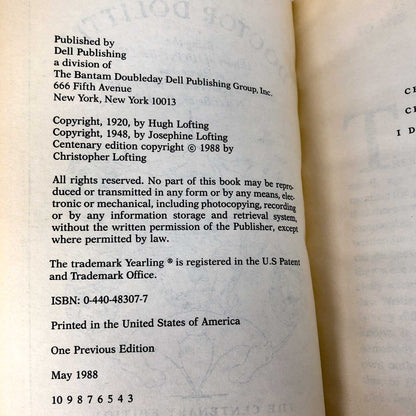 Published by
Dell Publishing
a division of
The Bantam Doubleday Dell Publishing Group, Inc.
666 Fifth Avenue
New York, New York 10013
Copyright, 1920, by Hugh Lofting
Copyright, 1948, by Josephine Lofting
Centenary edition copyright © 1988 by
Christopher Lofting
All rights reserved. No part of this book may be repro-
duced or transmitted in any form or by any means, elec-
tronic or mechanical, including photocopying, recording
or by any information storage and retrieval system,
without the written permission of the Publisher, except
where permitted by law.
The trademark Yearling ® is registered in the U.S Patent
and Trademark Office.
ISBN: 0-440-48307-7
Printed in the United States of America
One Previous Edition
May 1988
10 9 8 7 6 5 4 3